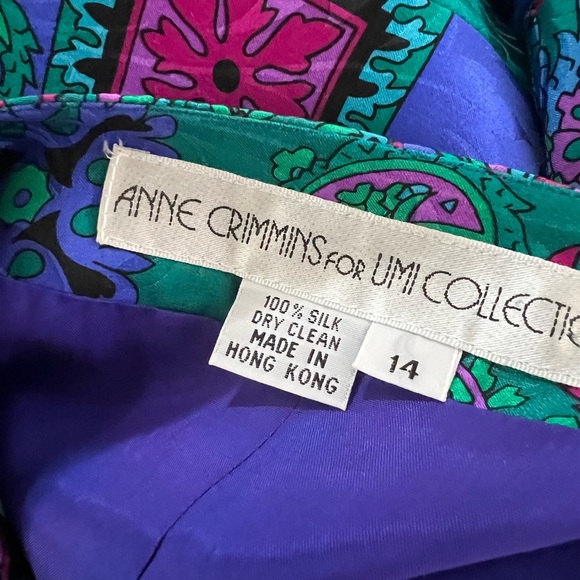 ANNE CRIMMINS FOR UMI COLLECTIO
100% SILK
DRY CLEAN
MADE IN
HONG KONG
14